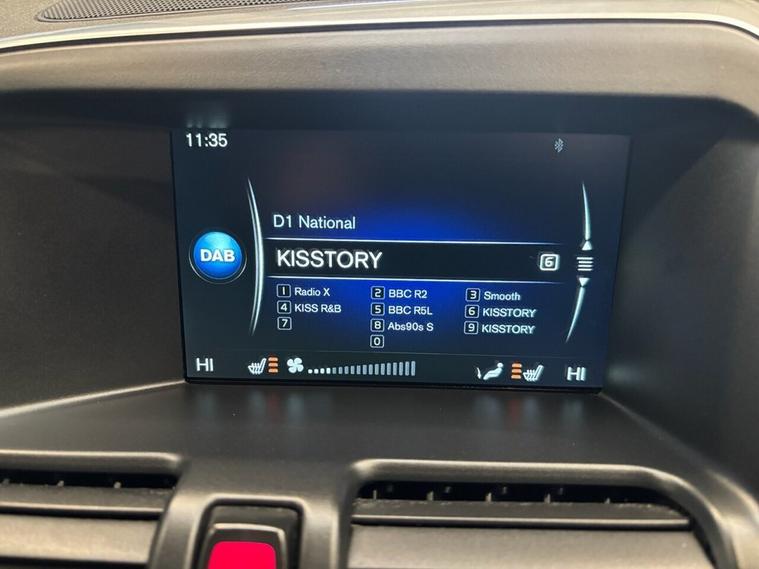 11:35
D1 National
DAB
KISSTORY 6
1 Radio X 2 BBC R2 3 Smooth
4 KISS R&B 5 BBC R5L 6 KISSTORY
7 8 Abs90s S 9 KISSTORY
0
HI HI